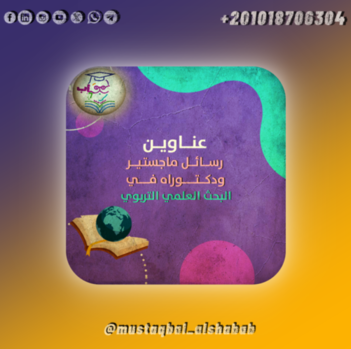 +201018706304
عناوين
رسائل ماجستير
ودكتوراه في
البحث العلمي التربوي
@mustaqbal_alshabab